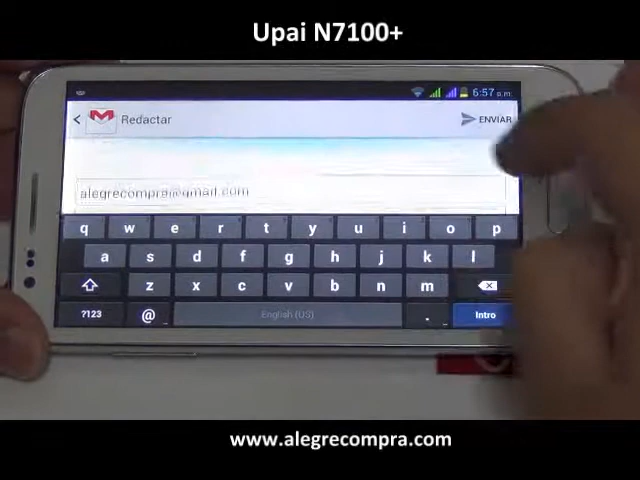 Upai N7100+
6:57 p.m.
Redactar
ENVIAR
alegrecompra@gmail.com
q w e r t y u i o p
a s d f g h j k l
z x c v b n m
?123 @ English (US) . Intro
www.alegrecompra.com